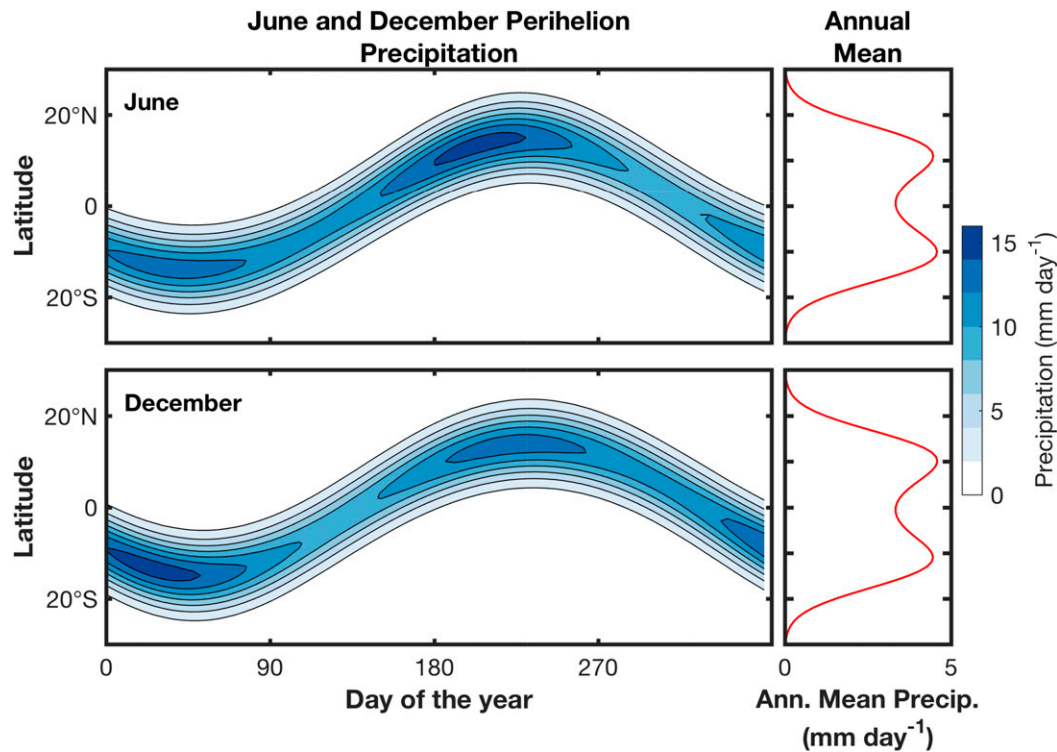 June and December Perihelion
Precipitation
Annual
Mean
June
20°N
0
20°S
Latitude
December
20°N
0
20°S
Latitude
0
90
180
270
Day of the year
0
5
Ann. Mean Precip.
(mm day⁻¹)
15
10
5
0
Precipitation (mm day⁻¹)